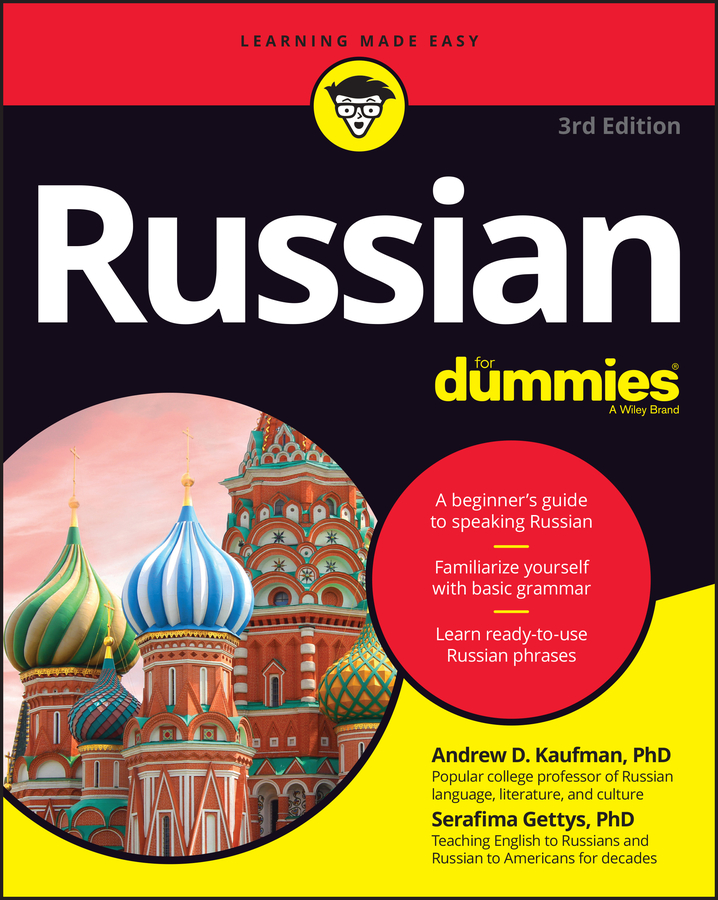 LEARNING MADE EASY
3rd Edition
Russian
for
dummies®
A Wiley Brand
A beginner's guide
to speaking Russian
Familiarize yourself
with basic grammar
Learn ready-to-use
Russian phrases
Andrew D. Kaufman, PhD
Popular college professor of Russian
language, literature, and culture
Serafima Gettys, PhD
Teaching English to Russians and
Russian to Americans for decades